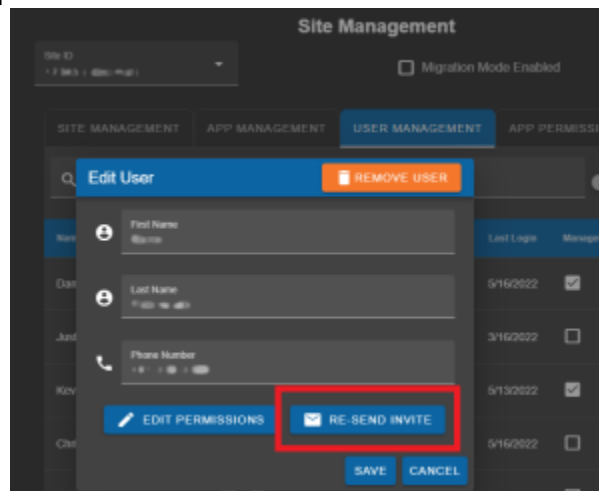 Site Management
Site ID
Migration Mode Enabled
SITE MANAGEMENT APP MANAGEMENT USER MANAGEMENT APP PERMISSI
Edit User REMOVE USER
First Name
Last Login Manage
Last Name
5/16/2022
3/16/2022
Phone Number
5/13/2022
EDIT PERMISSIONS RE-SEND INVITE
5/16/2022
SAVE CANCEL